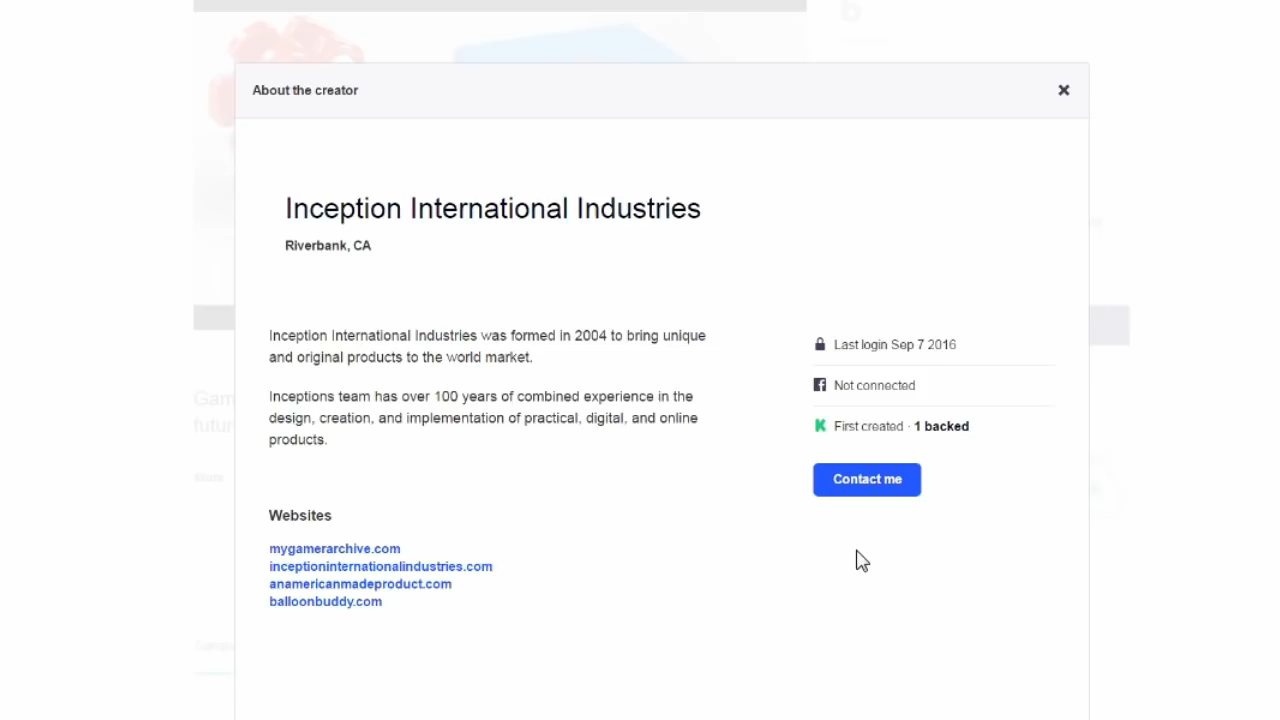 About the creator
Inception International Industries
Riverbank, CA
Inception International Industries was formed in 2004 to bring unique
and original products to the world market.
Inceptions team has over 100 years of combined experience in the
design, creation, and implementation of practical, digital, and online
products.
Last login Sep 7 2016
Not connected
First created · 1 backed
Contact me
Websites
mygamerarchive.com
inceptioninternationalindustries.com
anamericanmadeproduct.com
balloonbuddy.com